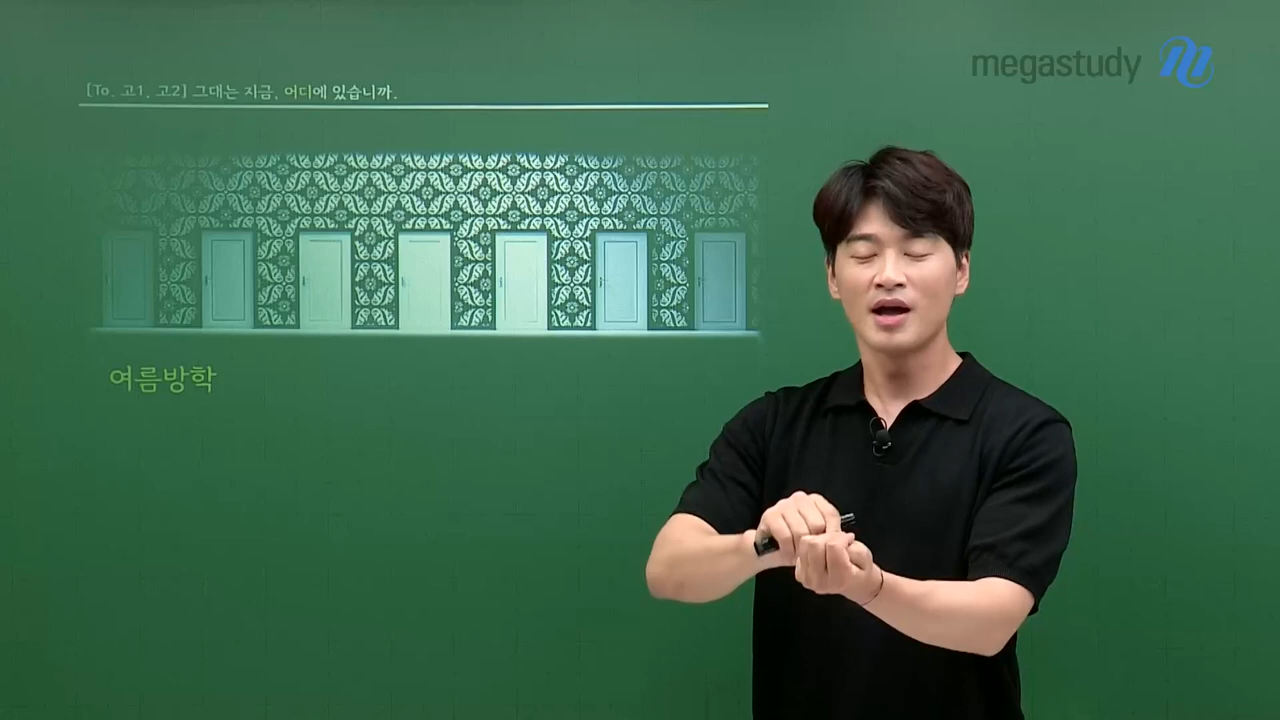 megastudy
[To. 고1, 고2] 그대는 지금, 어디에 있습니까.
여름방학